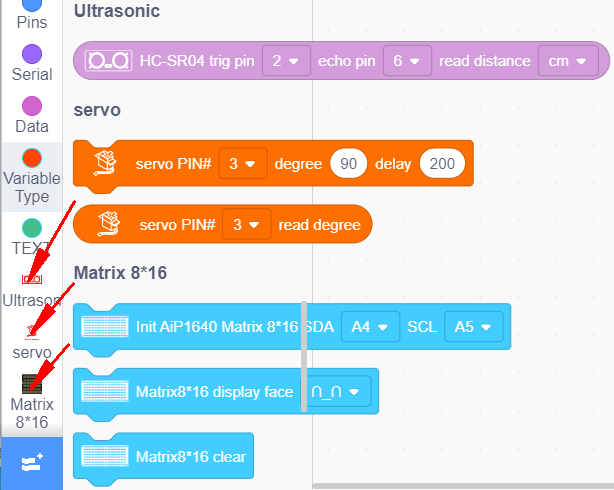 Pins
Serial
Data
Variable
Type
TEXT
Ultrason
servo
Matrix
8*16
Ultrasonic
HC-SR04 trig pin 2 echo pin 6 read distance cm
servo
servo PIN# 3 degree 90 delay 200
servo PIN# 3 read degree
Matrix 8*16
Init AiP1640 Matrix 8*16 SDA A4 SCL A5
Matrix8*16 display face ∩_∩
Matrix8*16 clear